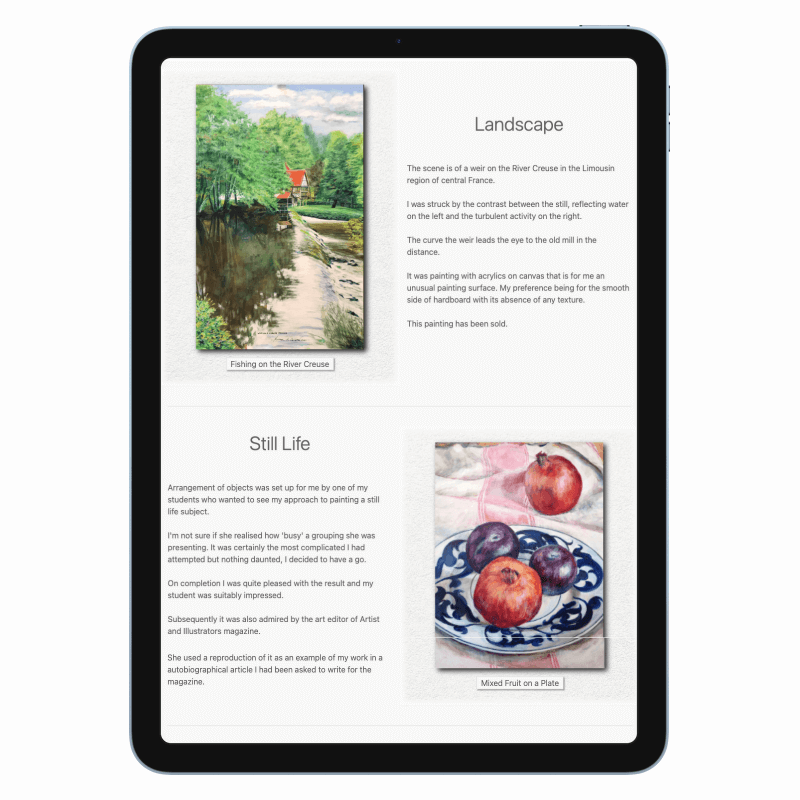 Landscape
The scene is of a weir on the River Creuse in the Limousin
region of central France.
I was struck by the contrast between the still, reflecting water
on the left and the turbulent activity on the right.
The curve the weir leads the eye to the old mill in the
distance.
It was painting with acrylics on canvas that is for me an
unusual painting surface. My preference being for the smooth
side of hardboard with its absence of any texture.
This painting has been sold.
Fishing on the River Creuse
Still Life
Arrangement of objects was set up for me by one of my
students who wanted to see my approach to painting a still
life subject.
I'm not sure if she realised how 'busy' a grouping she was
presenting. It was certainly the most complicated I had
attempted but nothing daunted, I decided to have a go.
On completion I was quite pleased with the result and my
student was suitably impressed.
Subsequently it was also admired by the art editor of Artist
and Illustrators magazine.
She used a reproduction of it as an example of my work in a
autobiographical article I had been asked to write for the
magazine.
Mixed Fruit on a Plate